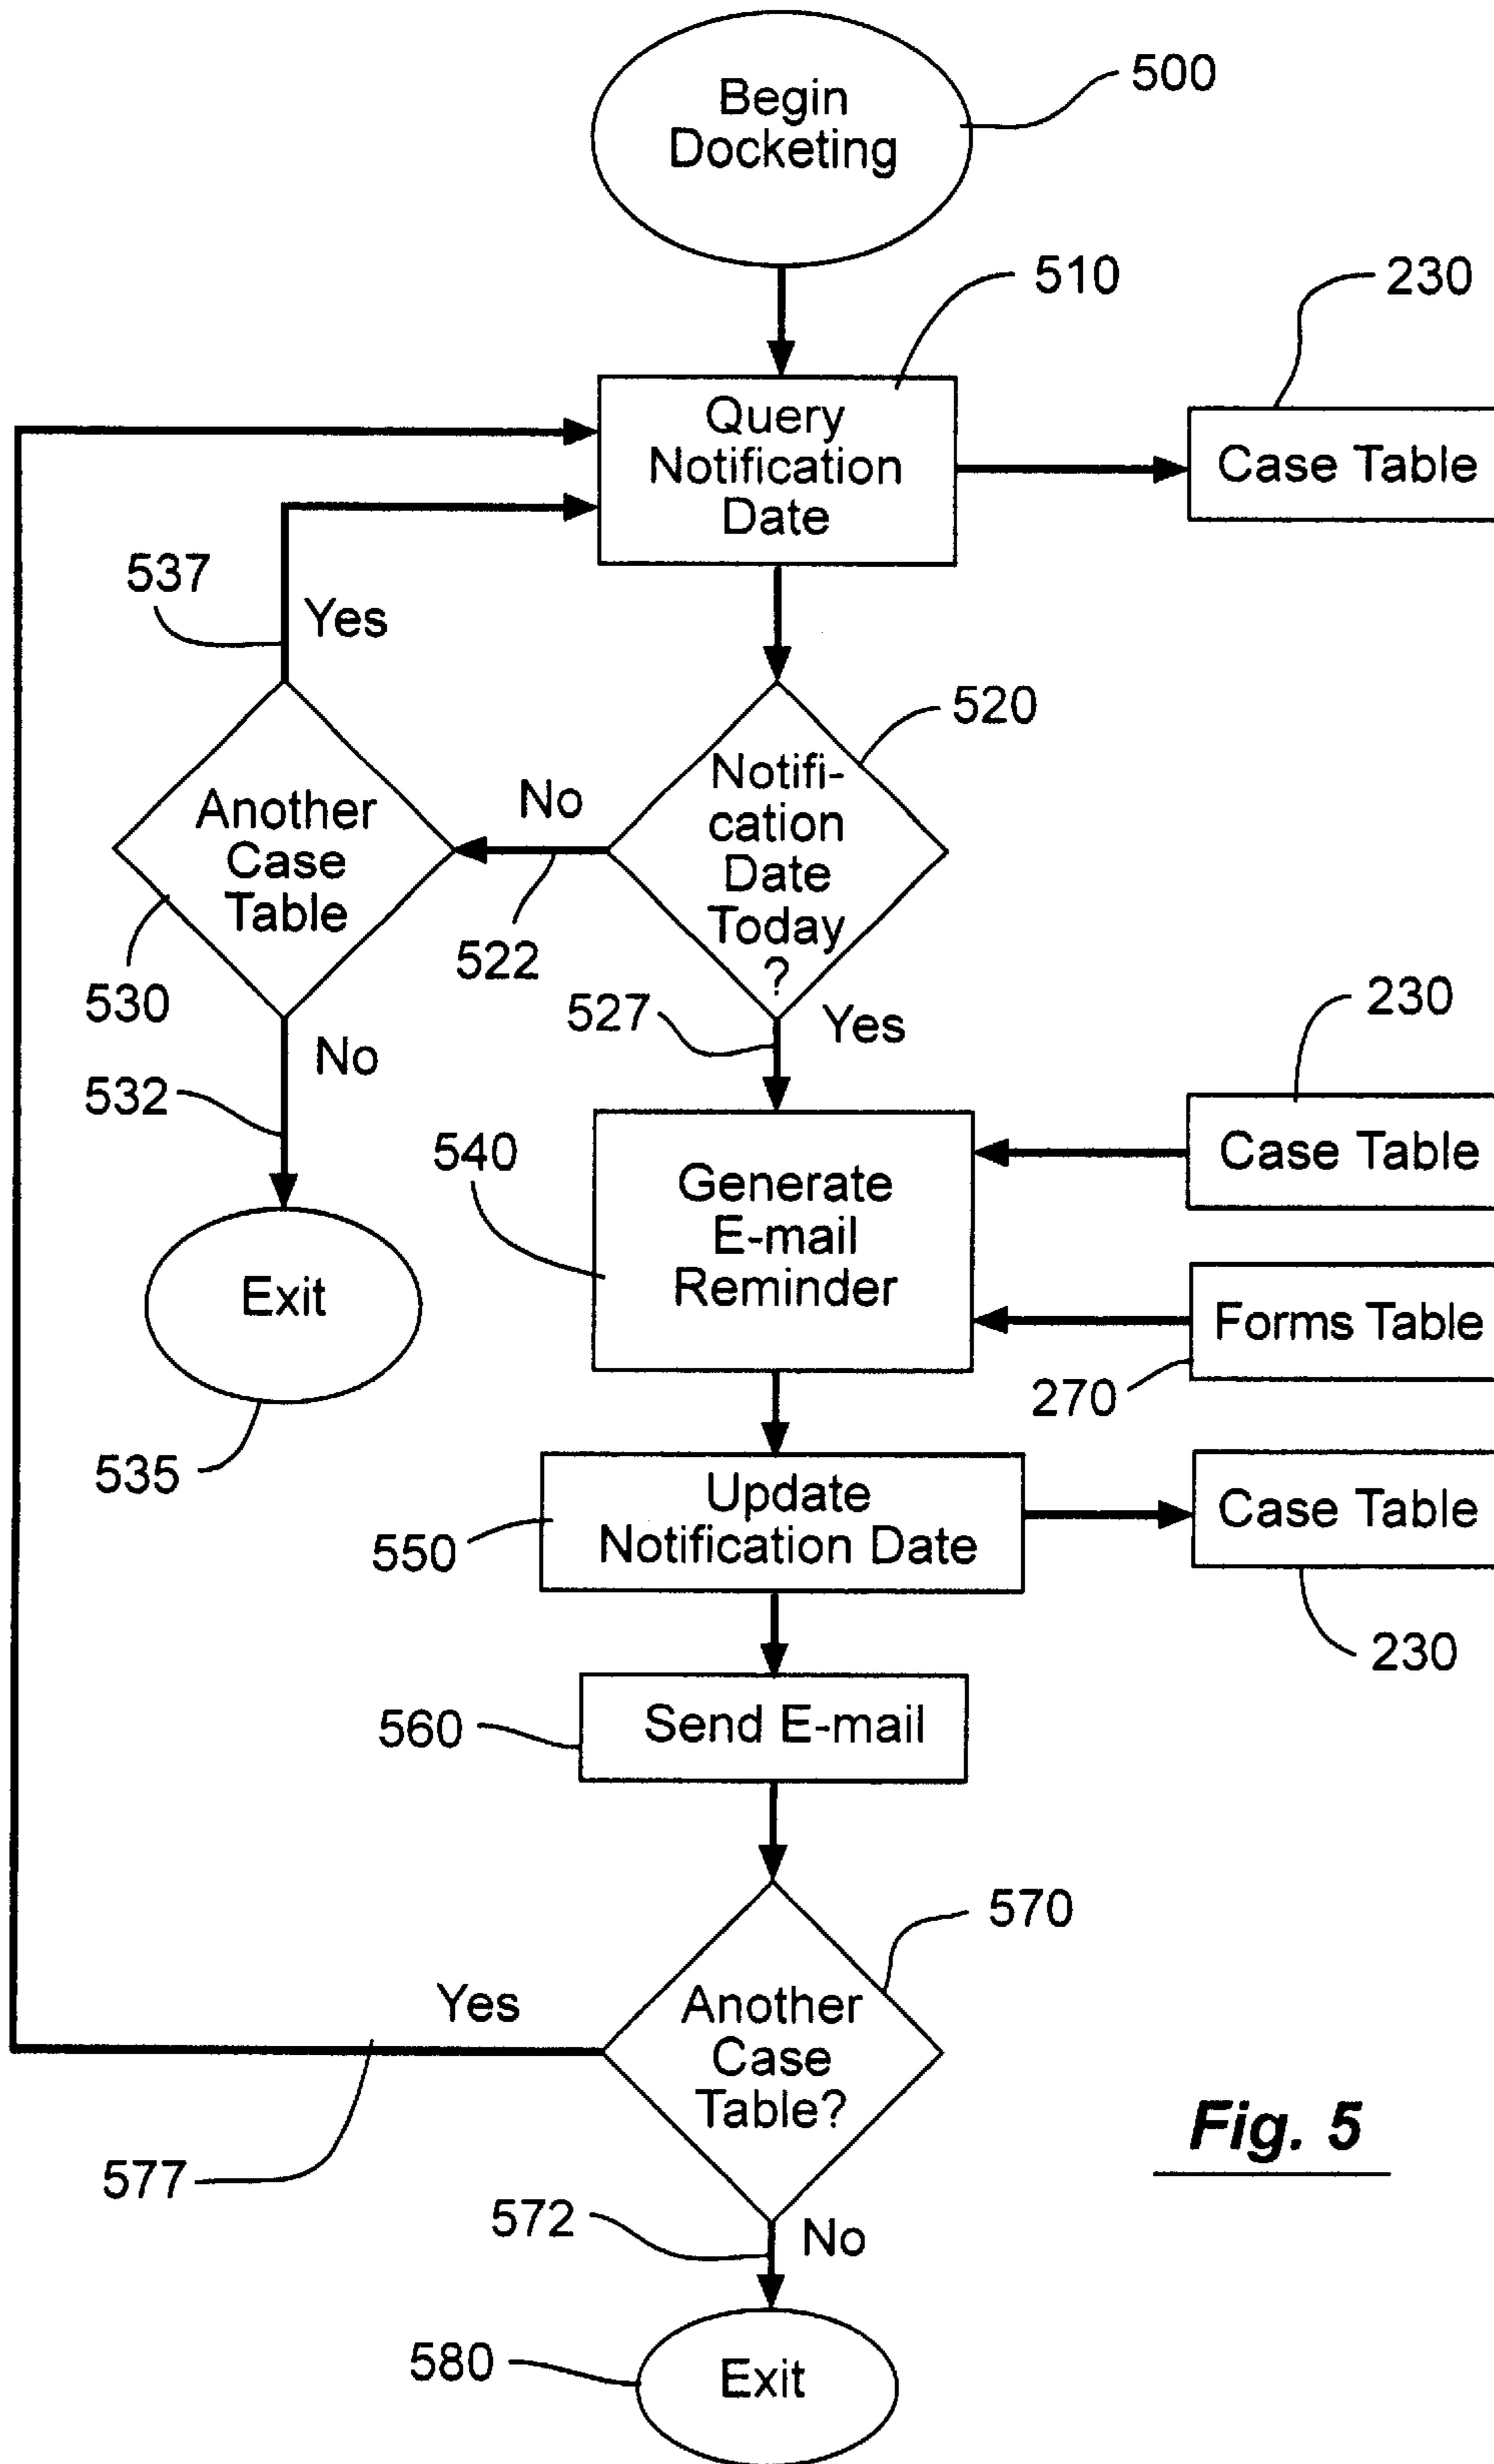 Begin
Docketing
500
510
230
Query
Notification
Date
Case Table
537
Yes
520
Notifi-
cation
Date
Today
?
No
522
Another
Case
Table
530
527
Yes
230
No
532
Case Table
540
Generate
E-mail
Reminder
Exit
Forms Table
270
535
Update
Notification Date
550
Case Table
230
560
Send E-mail
570
Yes
Another
Case
Table?
577
Fig. 5
572
No
580
Exit